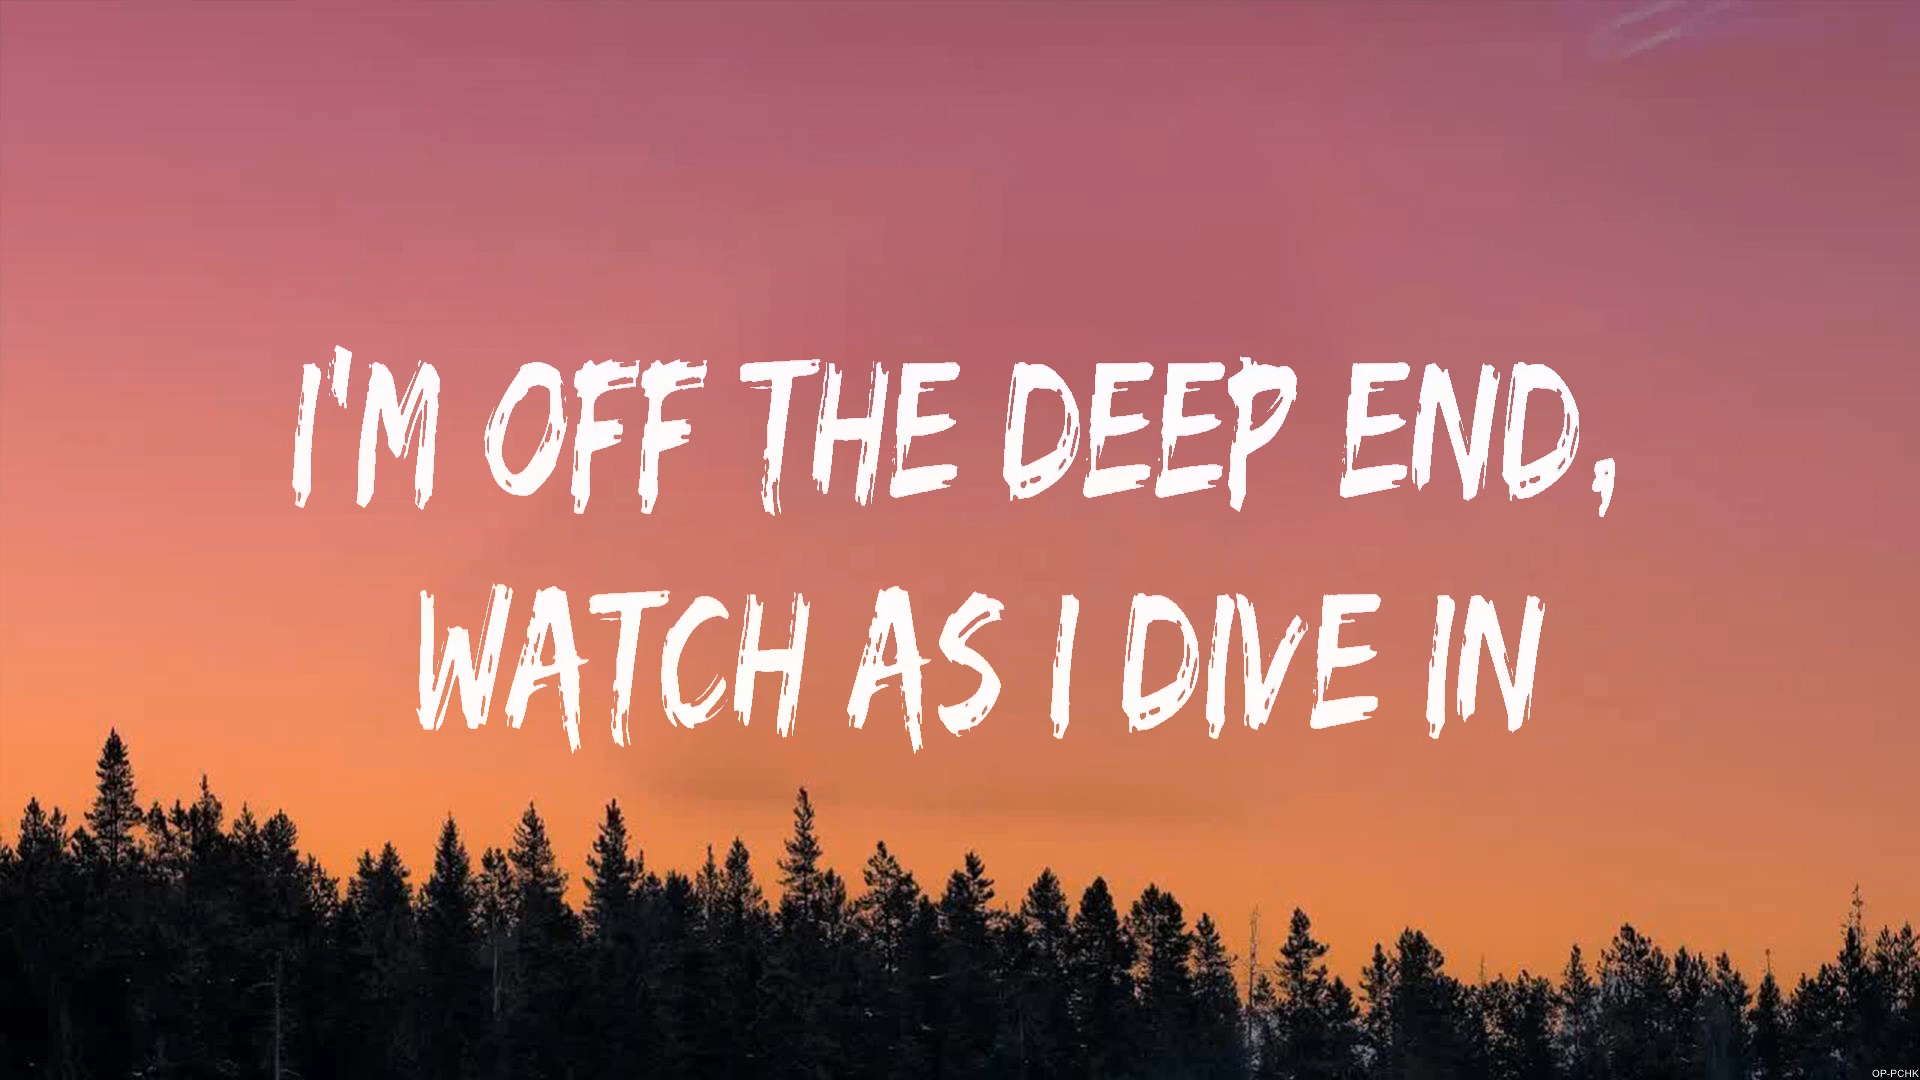 I'M OFF THE DEEP END,
WATCH AS I DIVE IN
OP-PCHK